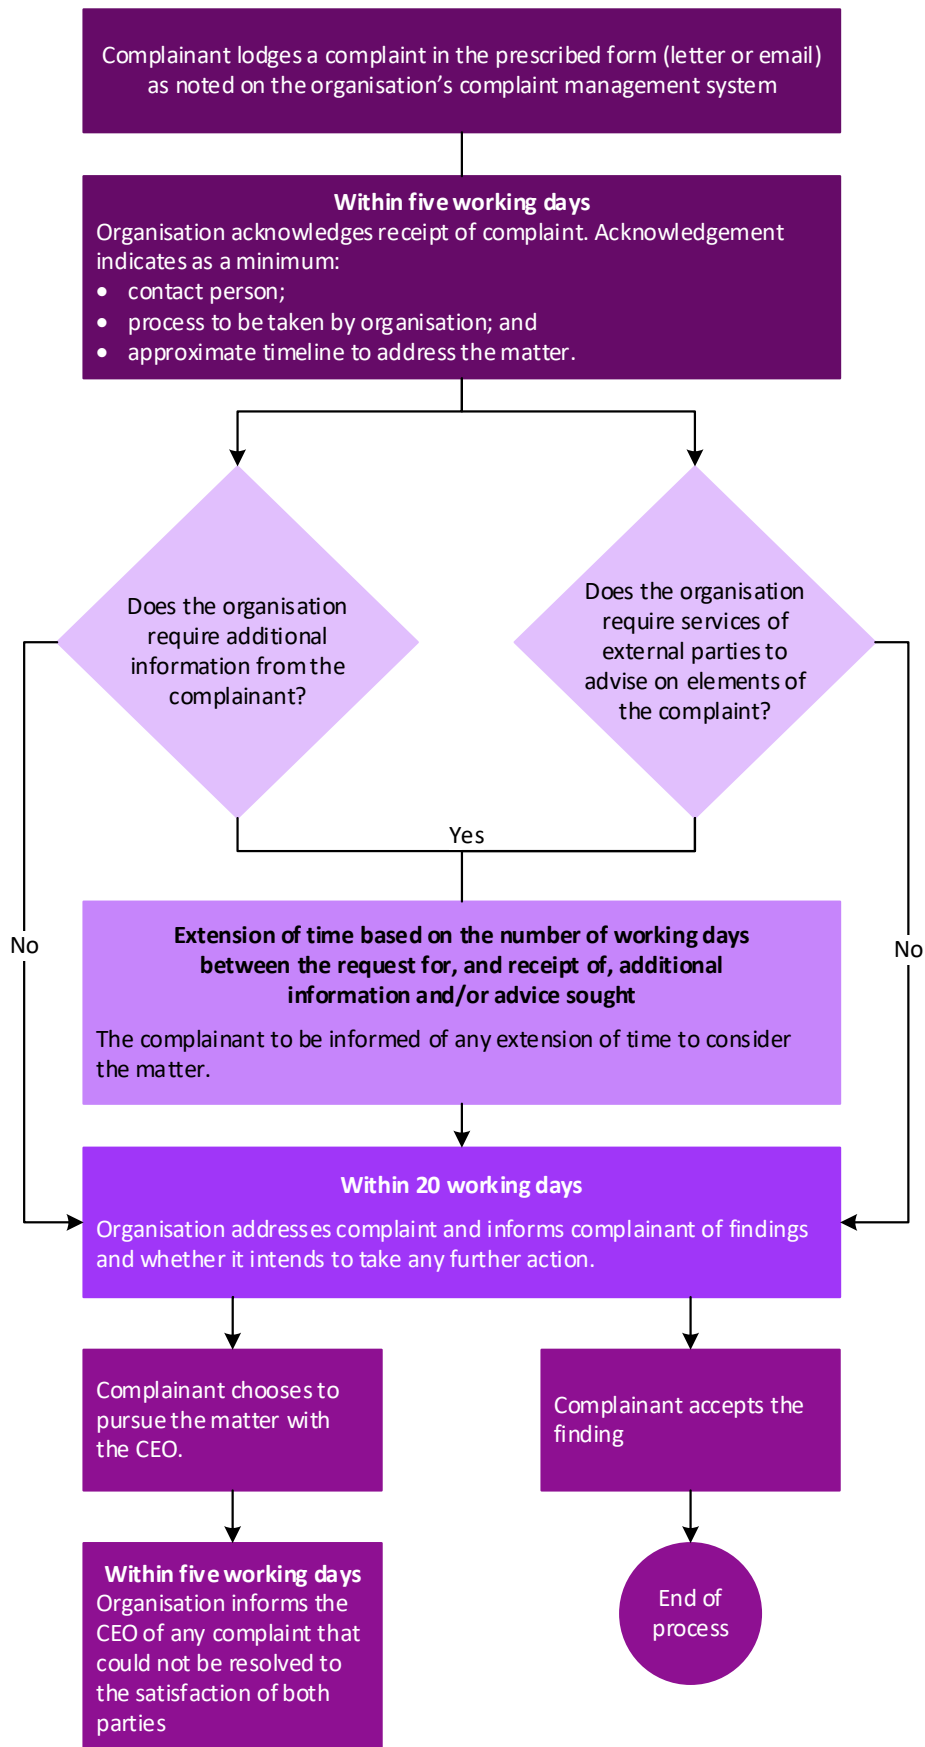 Complainant lodges a complaint in the prescribed form (letter or email)
as noted on the organisation’s complaint management system
Within five working days
Organisation acknowledges receipt of complaint. Acknowledgement
indicates as a minimum:
• contact person;
• process to be taken by organisation; and
• approximate timeline to address the matter.
Does the organisation
require additional
information from the
complainant?
Does the organisation
require services of
external parties to
advise on elements of
the complaint?
Yes
No
No
Extension of time based on the number of working days
between the request for, and receipt of, additional
information and/or advice sought
The complainant to be informed of any extension of time to consider
the matter.
Within 20 working days
Organisation addresses complaint and informs complainant of findings
and whether it intends to take any further action.
Complainant chooses to
pursue the matter with
the CEO.
Complainant accepts the
finding
Within five working days
Organisation informs the
CEO of any complaint that
could not be resolved to
the satisfaction of both
parties
End of
process